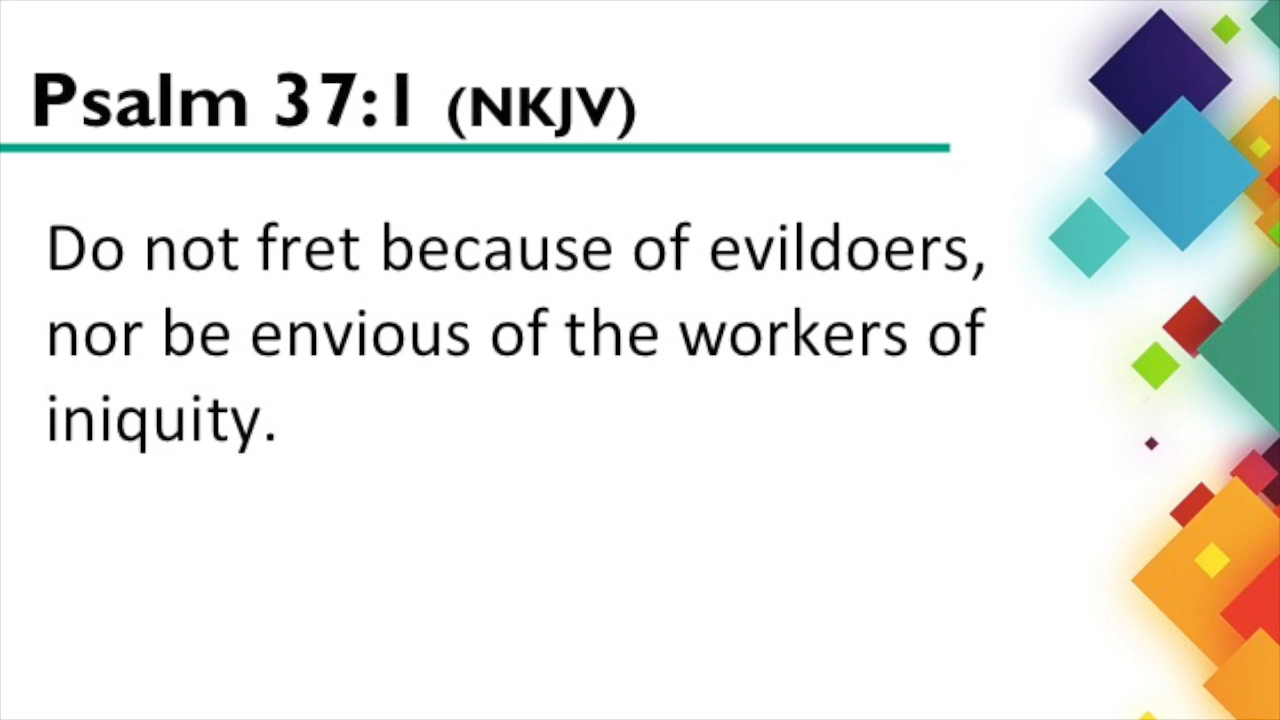 Psalm 37:1 (NKJV)
Do not fret because of evildoers,
nor be envious of the workers of
iniquity.